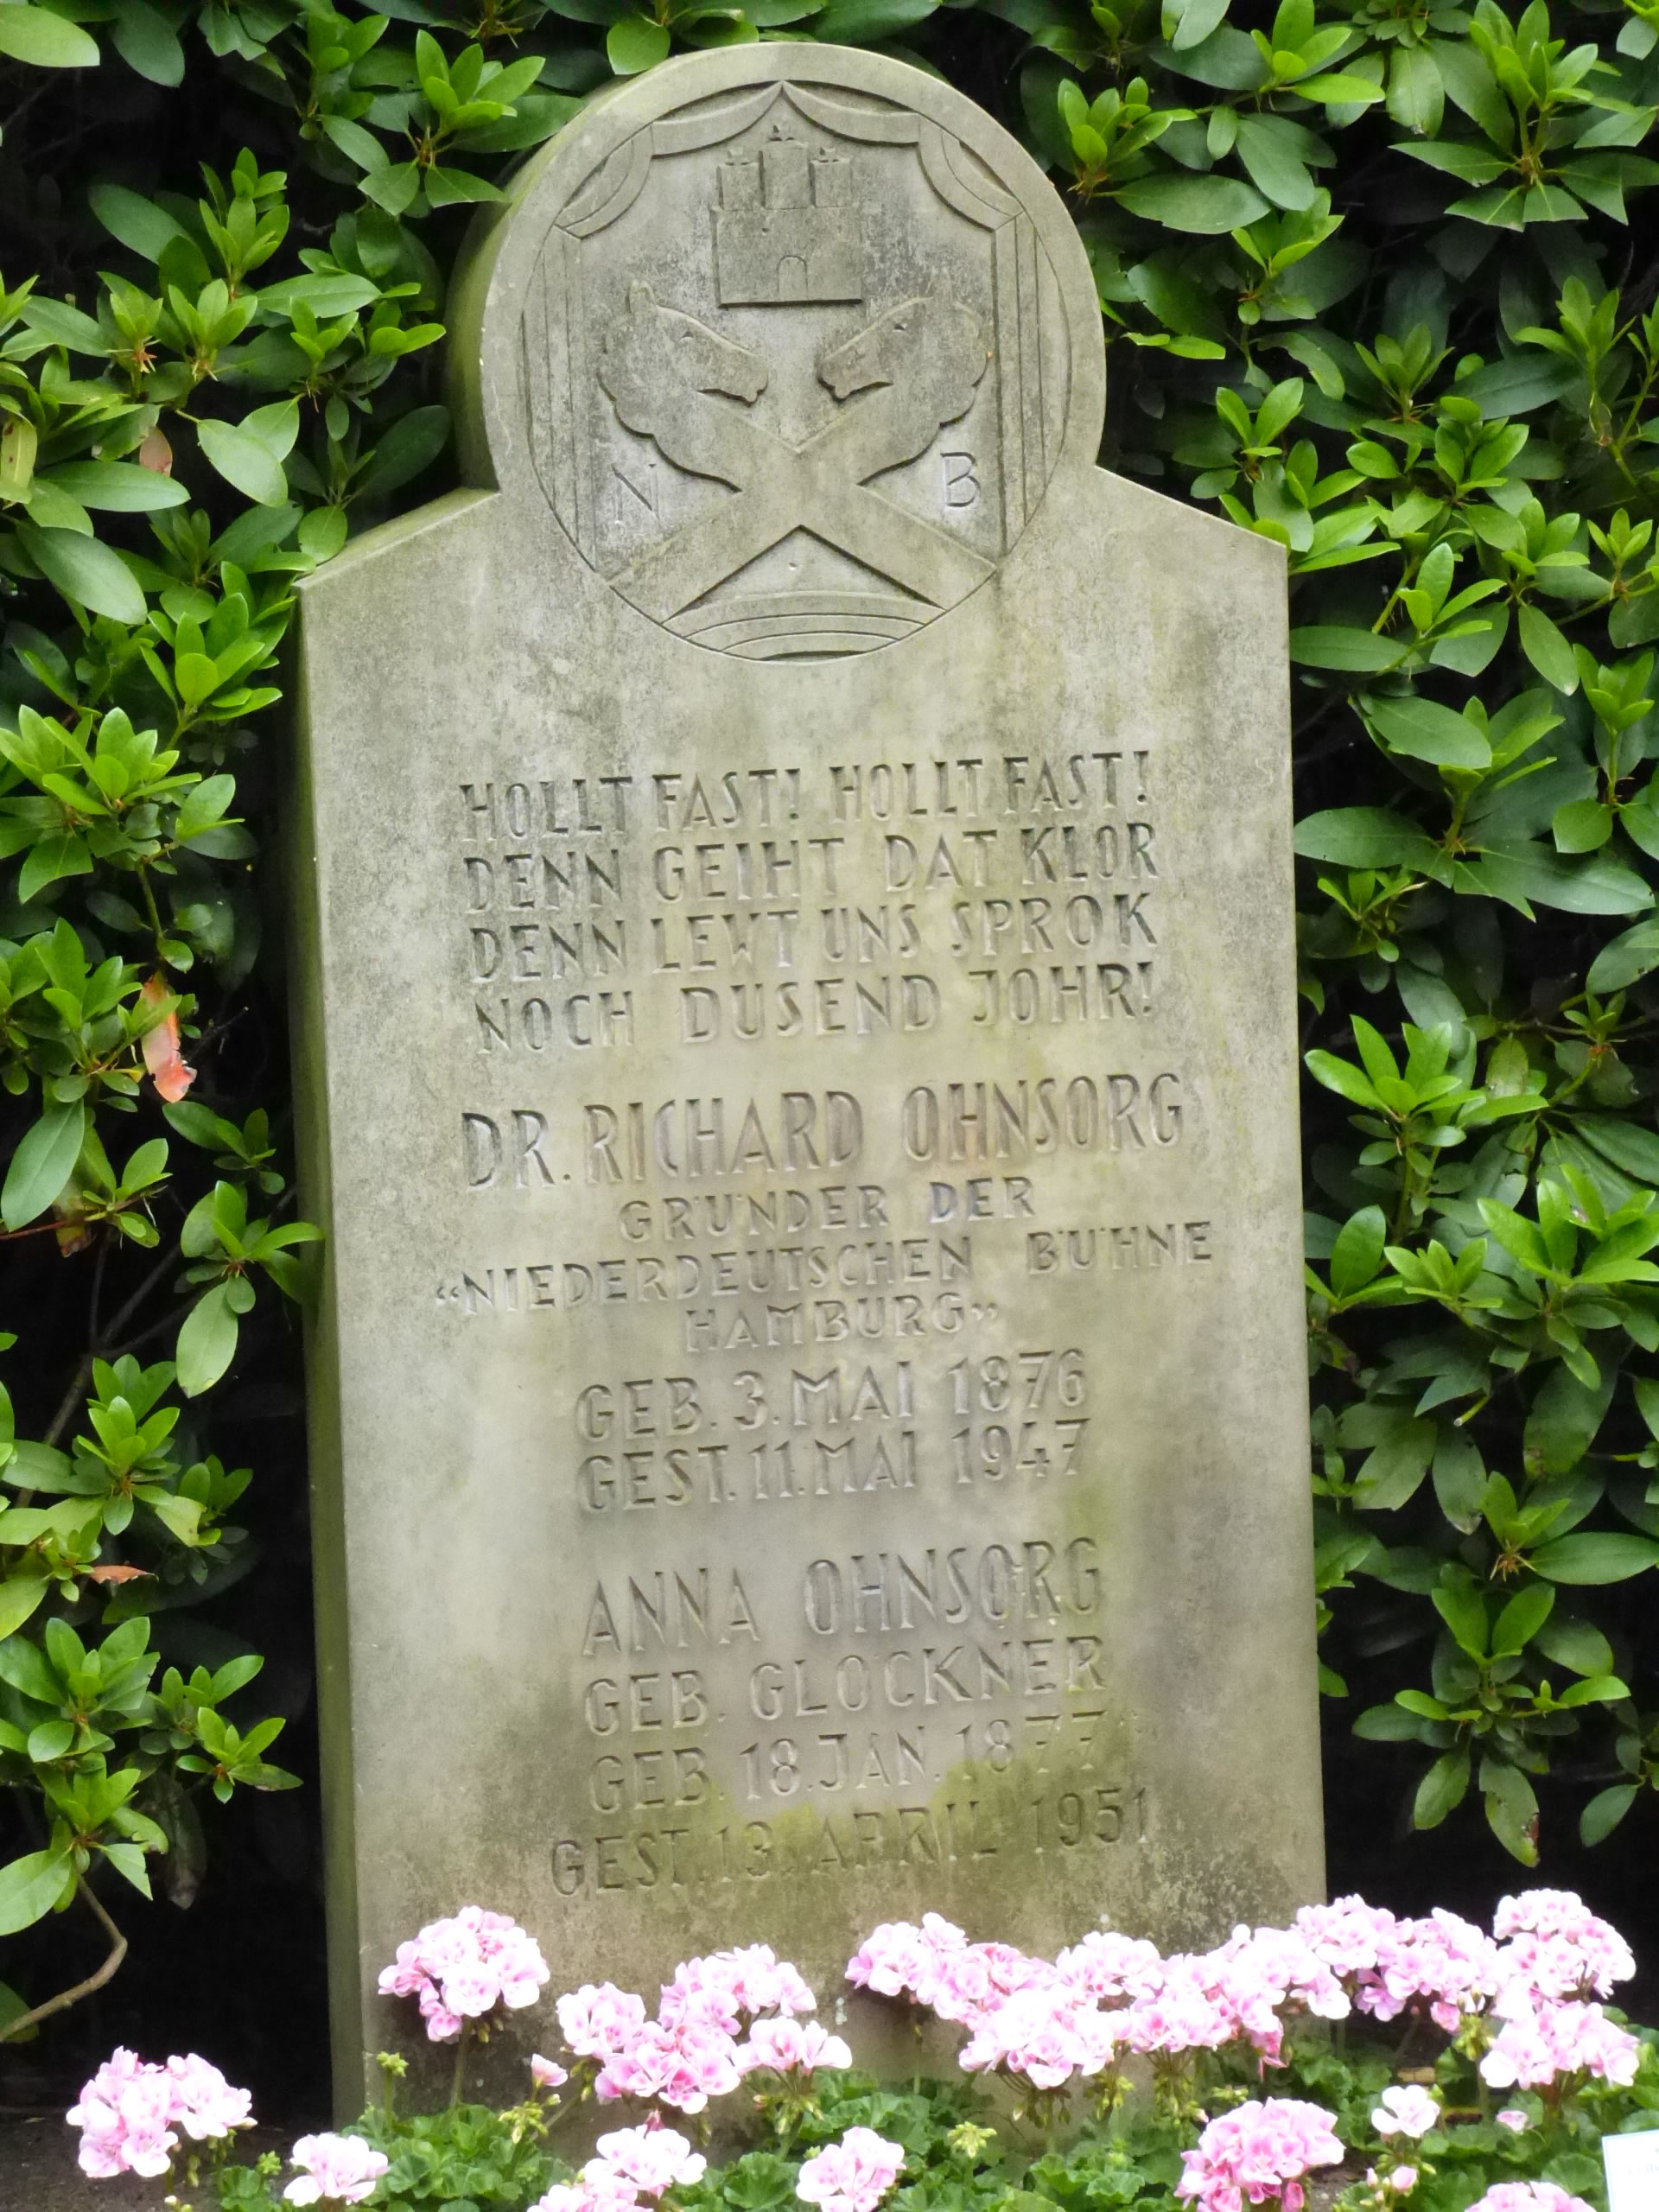 N B
HOLLT FAST! HOLLT FAST!
DENN GEIHT DAT KLOR
DENN LEWT UNS SPROK
NOCH DUSEND JOHR!
DR. RICHARD OHNSORG
GRÜNDER DER
“NIEDERDEUTSCHEN BÜHNE
HAMBURG”
GEB. 3. MAI 1876
GEST. 11. MAI 1947
ANNA OHNSORG
GEB. GLÖCKNER
GEB. 18. JAN. 1877
GEST. 13. APRIL 1951